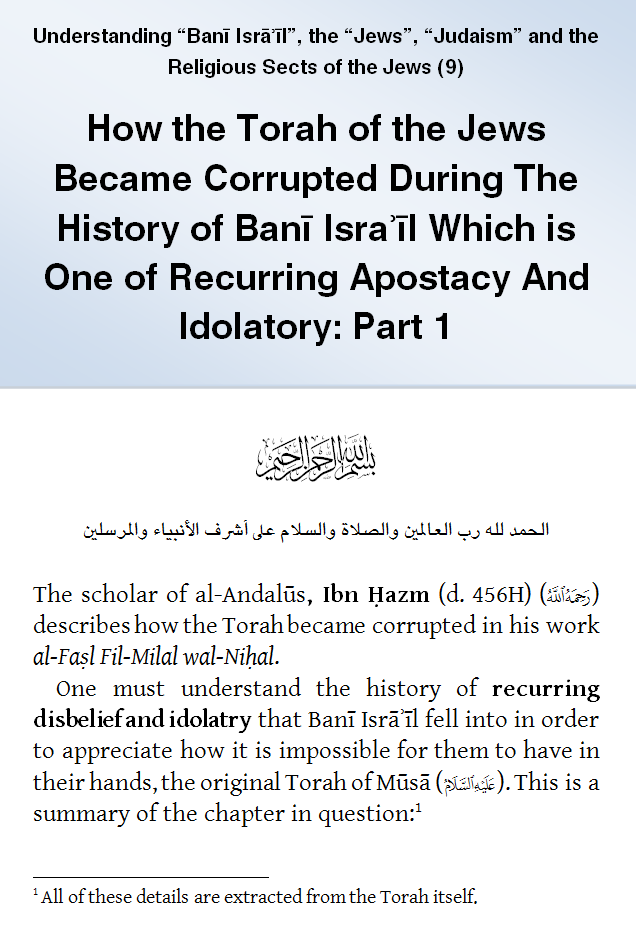 Understanding “Banī Isrāʾīl”, the “Jews”, “Judaism” and the
Religious Sects of the Jews (9)
How the Torah of the Jews
Became Corrupted During The
History of Banī Israʾīl Which is
One of Recurring Apostacy And
Idolatory: Part 1
بسم الله الرحمن الرحيم
الحمد لله رب العالمين والصلاة والسلام على أشرف الأنبياء والمرسلين
The scholar of al-Andalūs, Ibn Ḥazm (d. 456H) (رَحِمَهُ ٱللَّهُ)
describes how the Torah became corrupted in his work
al-Faṣl Fil-Milal wal-Niḥal.
One must understand the history of recurring
disbelief and idolatry that Banī Isrāʾīl fell into in order
to appreciate how it is impossible for them to have in
their hands, the original Torah of Mūsā (عَلَيْهِ ٱلسَّلَامُ). This is a
summary of the chapter in question:¹
¹ All of these details are extracted from the Torah itself.